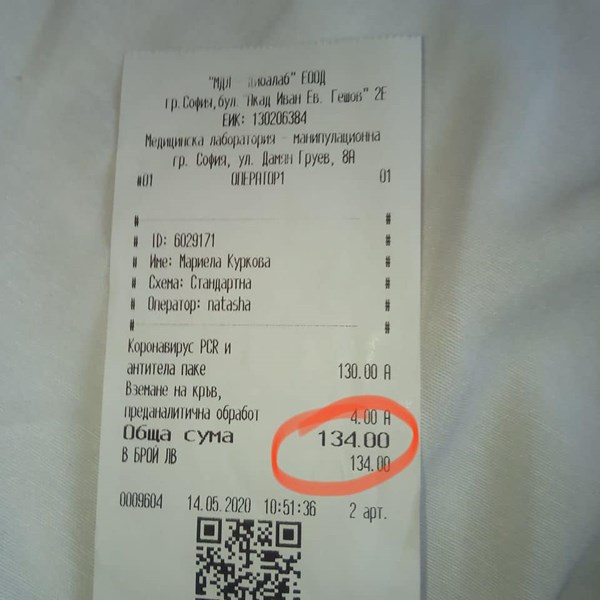 "МДЛ ЕООД
гр.София,бул."Акад Иван Ев. Гешов" 2Е
ЕИК: 130206384
Медицинска лаборатория - манипулационна
гр. София, ул. Дамян Груев, 8А
#01 ОПЕРАТОР1 01
# #
# ID: 6029171 #
# Име: Мариела Куркова #
# Схема: Стандартна #
# Оператор: natasha #
# #
Коронавирус PCR и
антитела паке 130.00 А
Вземане на кръв,
преданалитична обработ 4.00 А
Обща сума 134.00
В БРОЙ ЛВ 134.00
0009604 14.05.2020 10:51:36 2 арт.